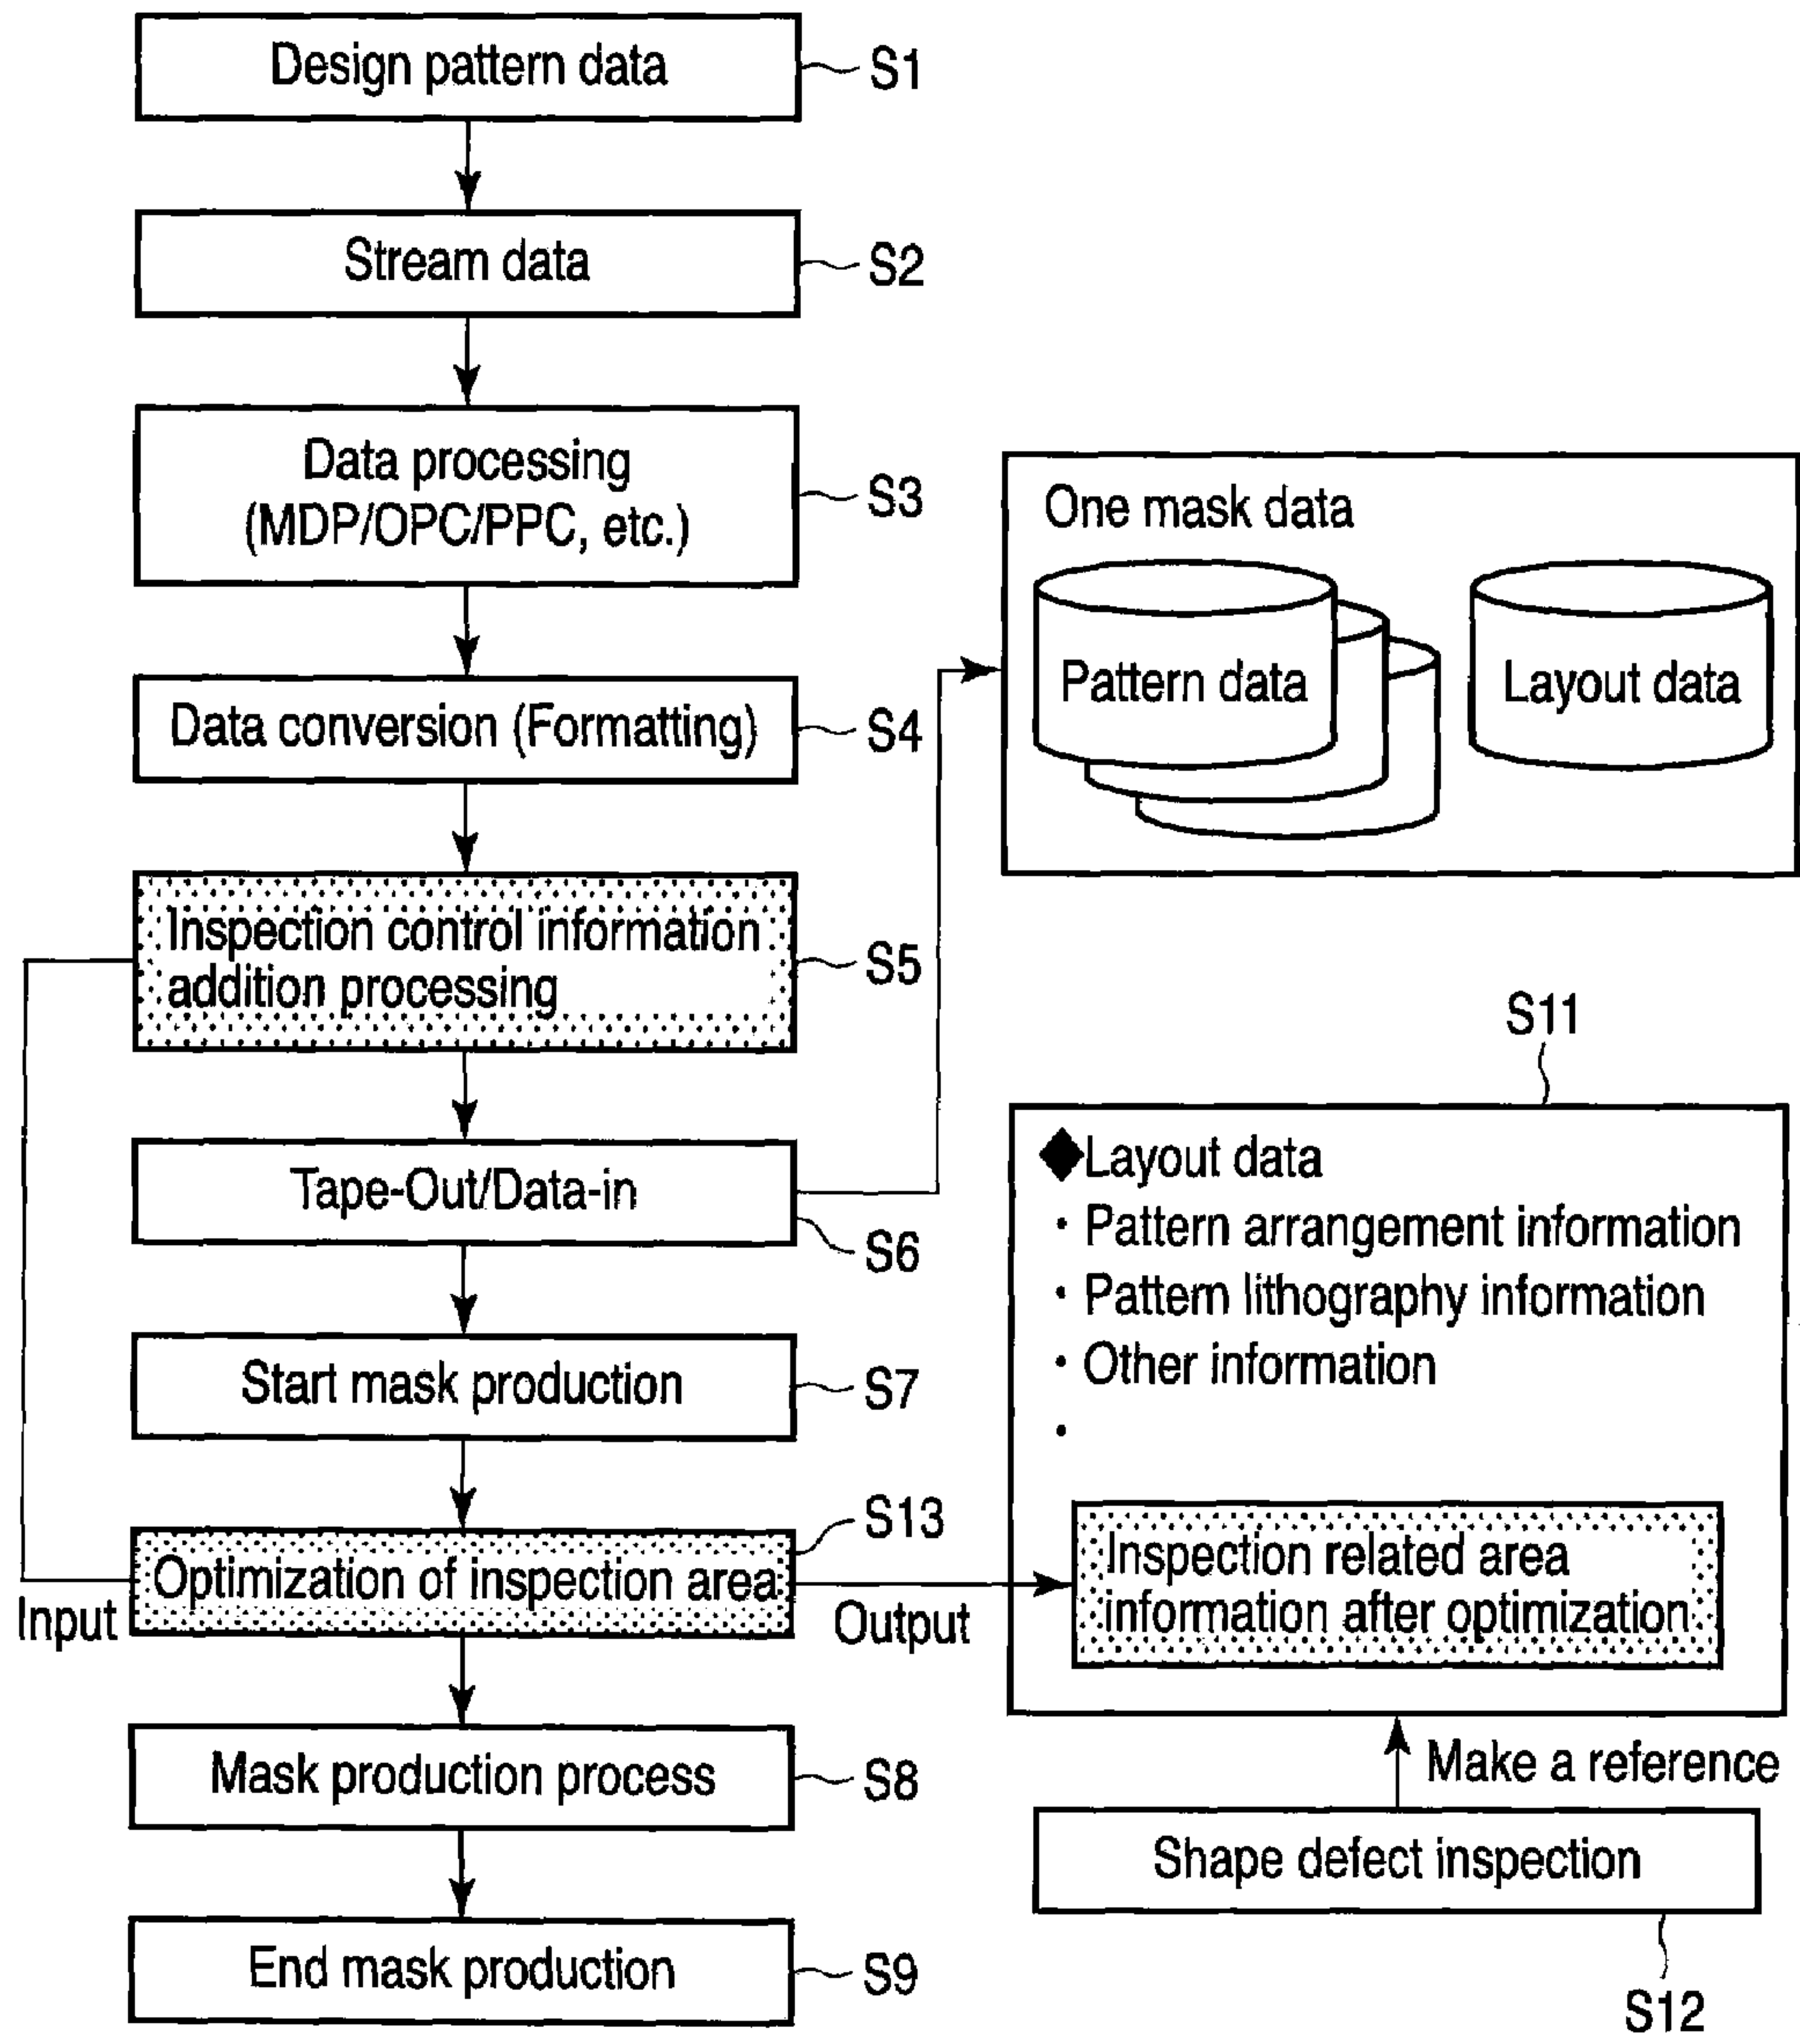 Design pattern data
S1
Stream data
S2
Data processing
(MDP/OPC/PPC, etc.)
S3
Data conversion (Formatting)
S4
Inspection control information
addition processing
S5
Tape-Out/Data-in
S6
Start mask production
S7
Optimization of inspection area
S13
Input
Output
Mask production process
S8
End mask production
S9
One mask data
Pattern data
Layout data
S11
◆Layout data
· Pattern arrangement information
· Pattern lithography information
· Other information
·
Inspection related area
information after optimization
Make a reference
Shape defect inspection
S12